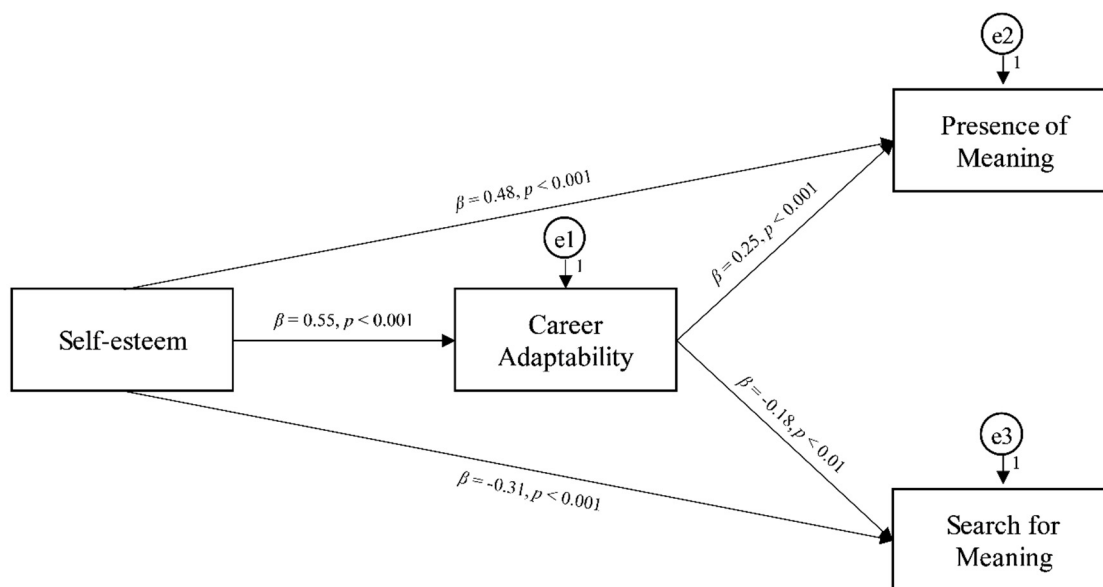 e2
1
Presence of
Meaning
β = 0.48, p < 0.001
e1
1
β = 0.25, p < 0.001
Self-esteem
β = 0.55, p < 0.001
Career
Adaptability
β = -0.18, p < 0.01
e3
1
β = -0.31, p < 0.001
Search for
Meaning